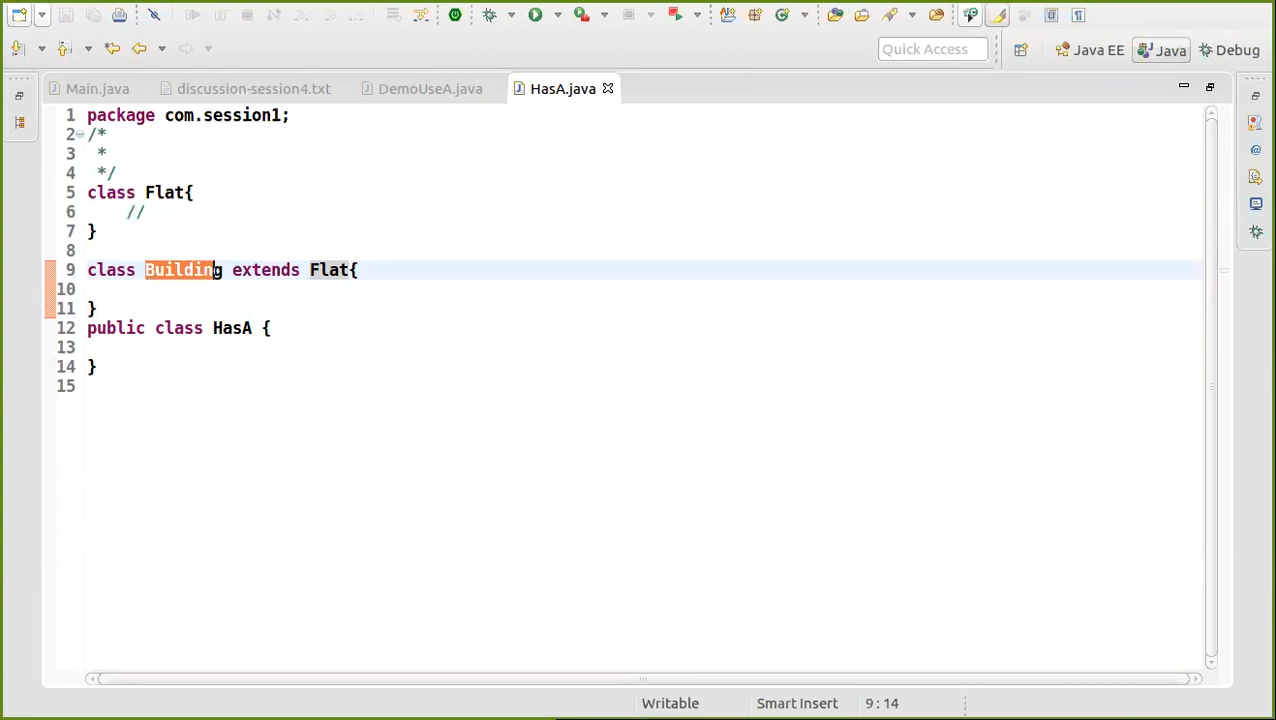 Quick Access
Java EE
Java
Debug
Main.java
discussion-session4.txt
DemoUseA.java
HasA.java
1 package com.session1;
2 /*
3  *
4  */
5 class Flat{
6     //
7 }
8
9 class Building extends Flat{
10
11 }
12 public class HasA {
13
14 }
15
Writable
Smart Insert
9 : 14